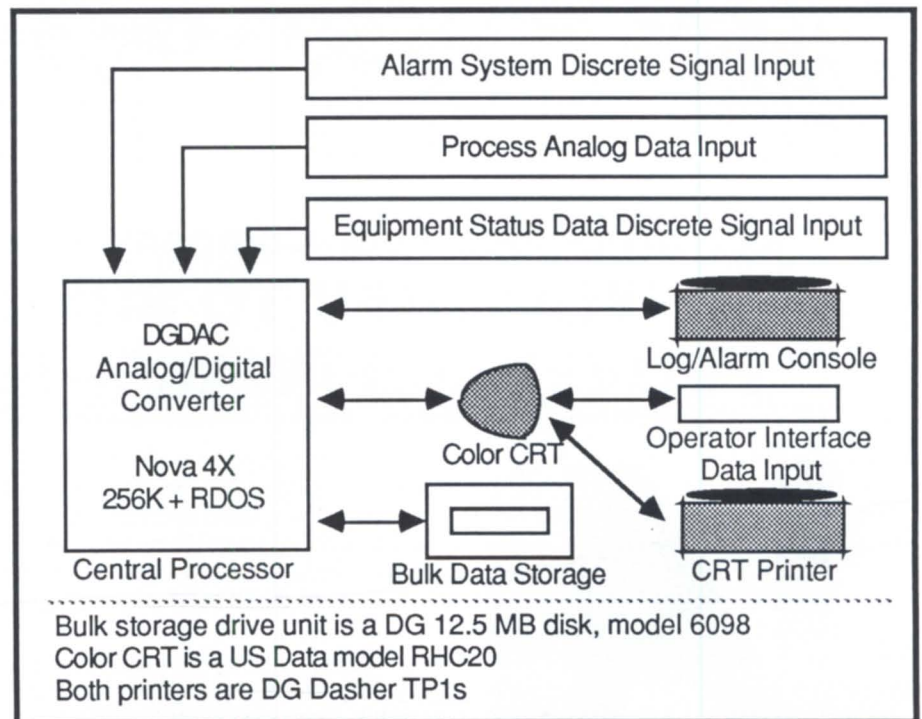 Alarm System Discrete Signal Input
Process Analog Data Input
Equipment Status Data Discrete Signal Input
DGDAC
Analog/Digital
Converter
Nova 4X
256K + RDOS
Central Processor
Log/Alarm Console
Color CRT
Operator Interface
Data Input
Bulk Data Storage
CRT Printer
Bulk storage drive unit is a DG 12.5 MB disk, model 6098
Color CRT is a US Data model RHC20
Both printers are DG Dasher TP1s